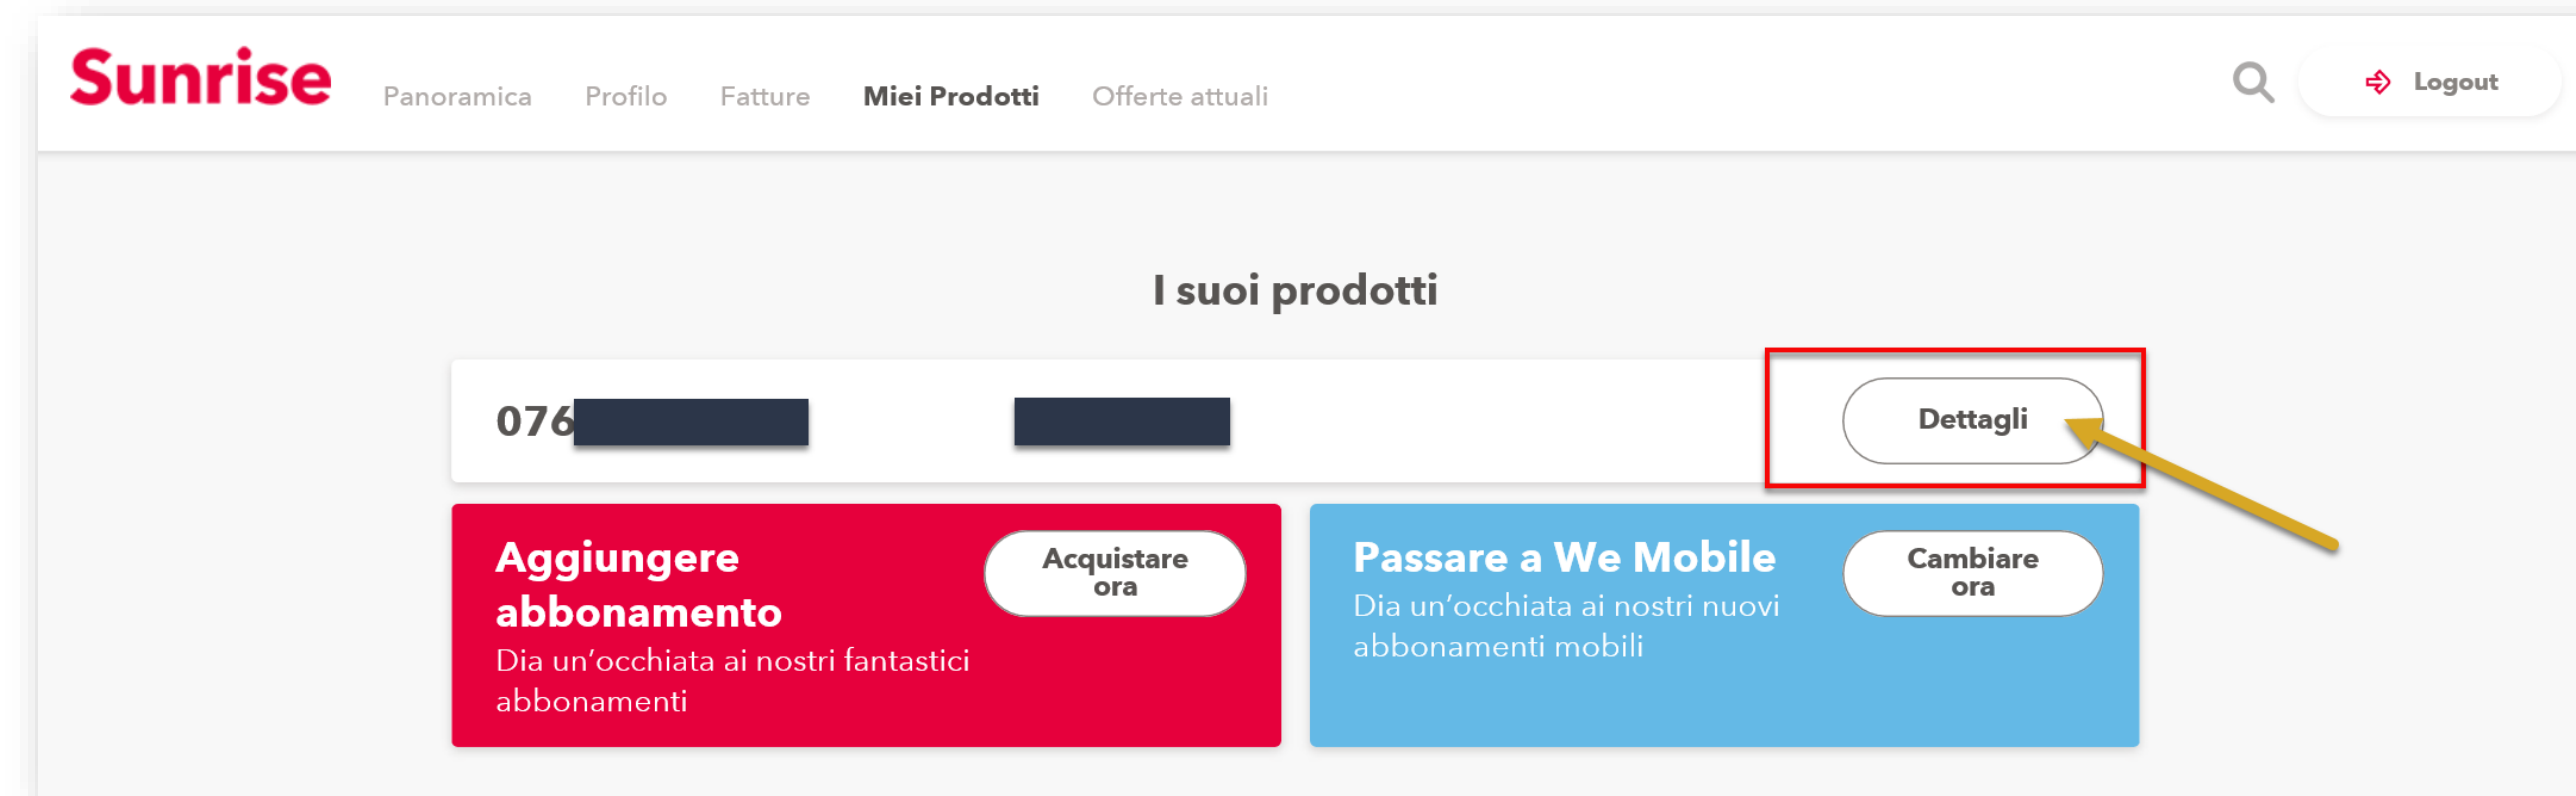 Sunrise
Panoramica Profilo Fatture Miei Prodotti Offerte attuali
Logout
I suoi prodotti
076
Dettagli
Aggiungere
abbonamento
Dia un’occhiata ai nostri fantastici
abbonamenti
Acquistare
ora
Passare a We Mobile
Dia un’occhiata ai nostri nuovi
abbonamenti mobili
Cambiare
ora